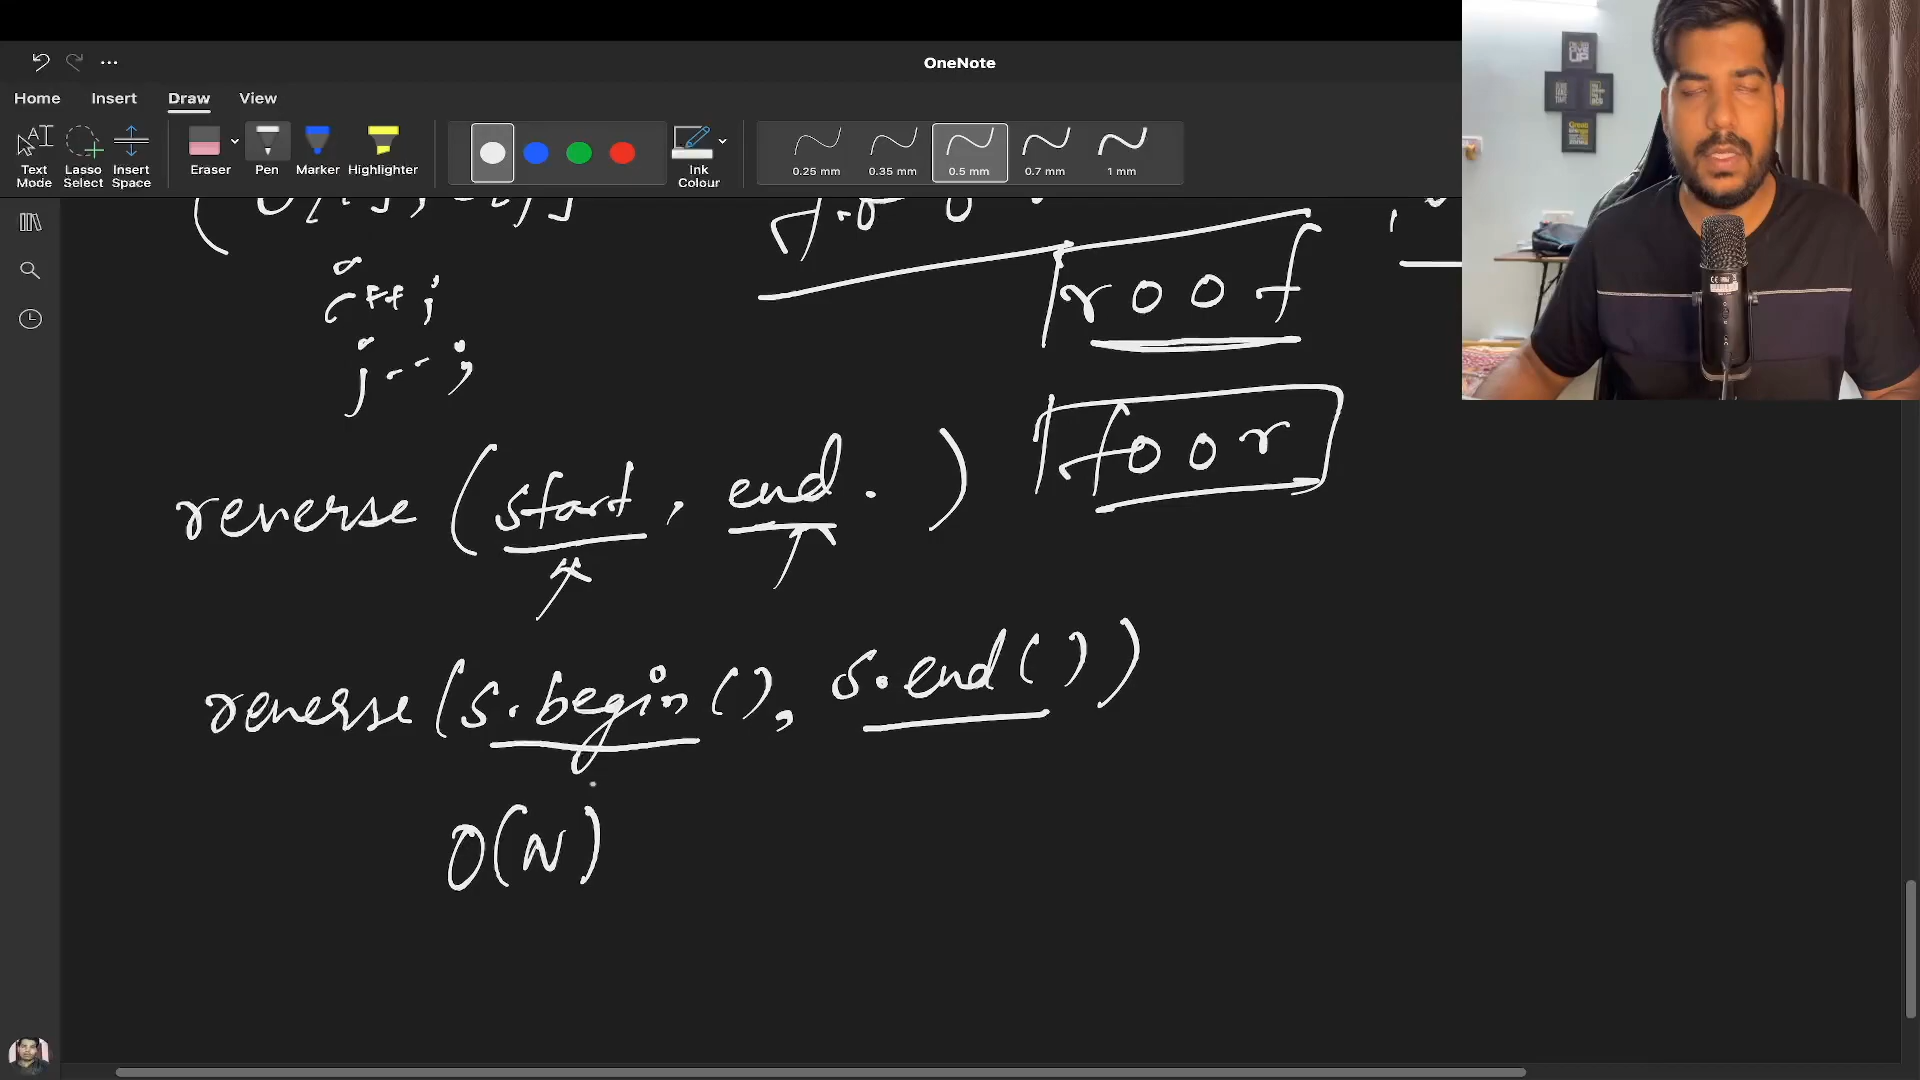 OneNote
Home Insert Draw View
Text Mode
Lasso Select
Insert Space
Eraser
Pen
Marker
Highlighter
Ink Colour
0.25 mm
0.35 mm
0.5 mm
0.7 mm
1 mm
i++;
j--;
roof
foor
reverse (start, end. )
reverse (s.begin(), s.end())
O(N)